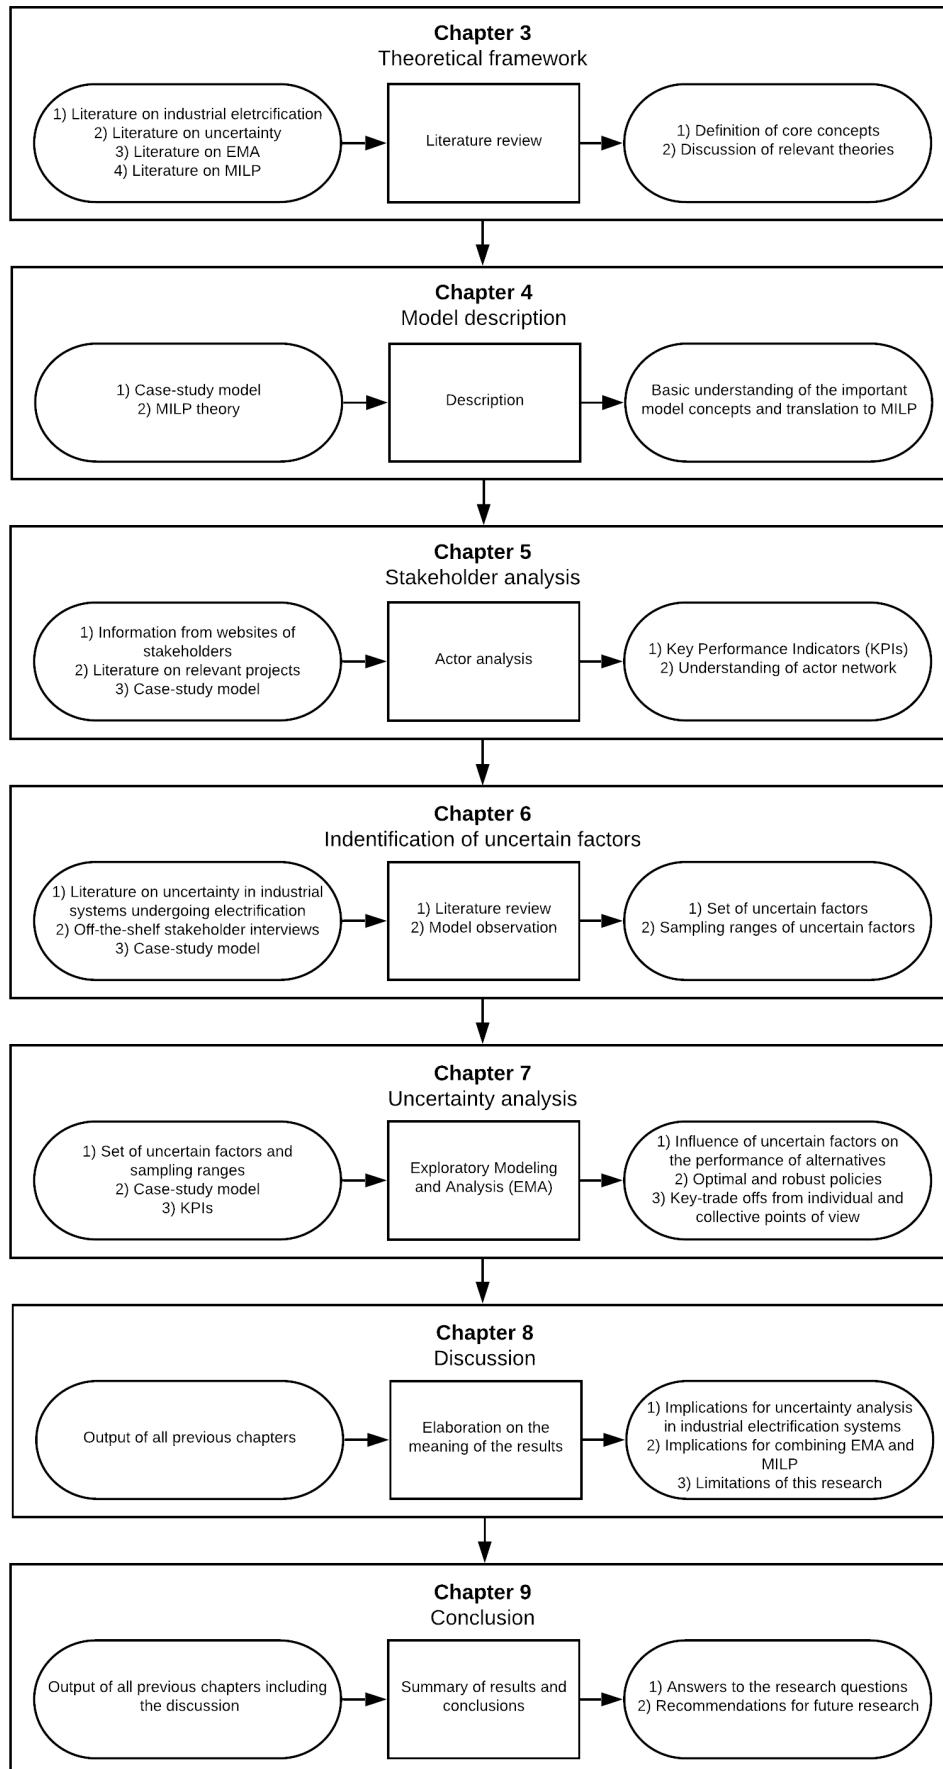 Chapter 3
Theoretical framework
1) Literature on industrial eletrcification
2) Literature on uncertainty
3) Literature on EMA
4) Literature on MILP
Literature review
1) Definition of core concepts
2) Discussion of relevant theories
Chapter 4
Model description
1) Case-study model
2) MILP theory
Description
Basic understanding of the important
model concepts and translation to MILP
Chapter 5
Stakeholder analysis
1) Information from websites of
stakeholders
2) Literature on relevant projects
3) Case-study model
Actor analysis
1) Key Performance Indicators (KPIs)
2) Understanding of actor network
Chapter 6
Indentification of uncertain factors
1) Literature on uncertainty in industrial
systems undergoing electrification
2) Off-the-shelf stakeholder interviews
3) Case-study model
1) Literature review
2) Model observation
1) Set of uncertain factors
2) Sampling ranges of uncertain factors
Chapter 7
Uncertainty analysis
1) Set of uncertain factors and
sampling ranges
2) Case-study model
3) KPIs
Exploratory Modeling
and Analysis (EMA)
1) Influence of uncertain factors on
the performance of alternatives
2) Optimal and robust policies
3) Key-trade offs from individual and
collective points of view
Chapter 8
Discussion
Output of all previous chapters
Elaboration on the
meaning of the results
1) Implications for uncertainty analysis
in industrial electrification systems
2) Implications for combining EMA and
MILP
3) Limitations of this research
Chapter 9
Conclusion
Output of all previous chapters including
the discussion
Summary of results and
conclusions
1) Answers to the research questions
2) Recommendations for future research